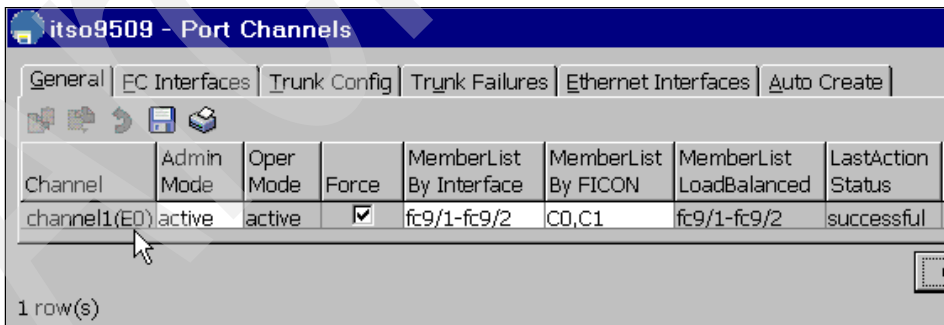 itso9509 - Port Channels
General FC Interfaces Trunk Config Trunk Failures Ethernet Interfaces Auto Create
Channel Admin Mode Oper Mode Force MemberList By Interface MemberList By FICON MemberList LoadBalanced LastAction Status
channel1(E0) active active fc9/1-fc9/2 C0,C1 fc9/1-fc9/2 successful
1 row(s)